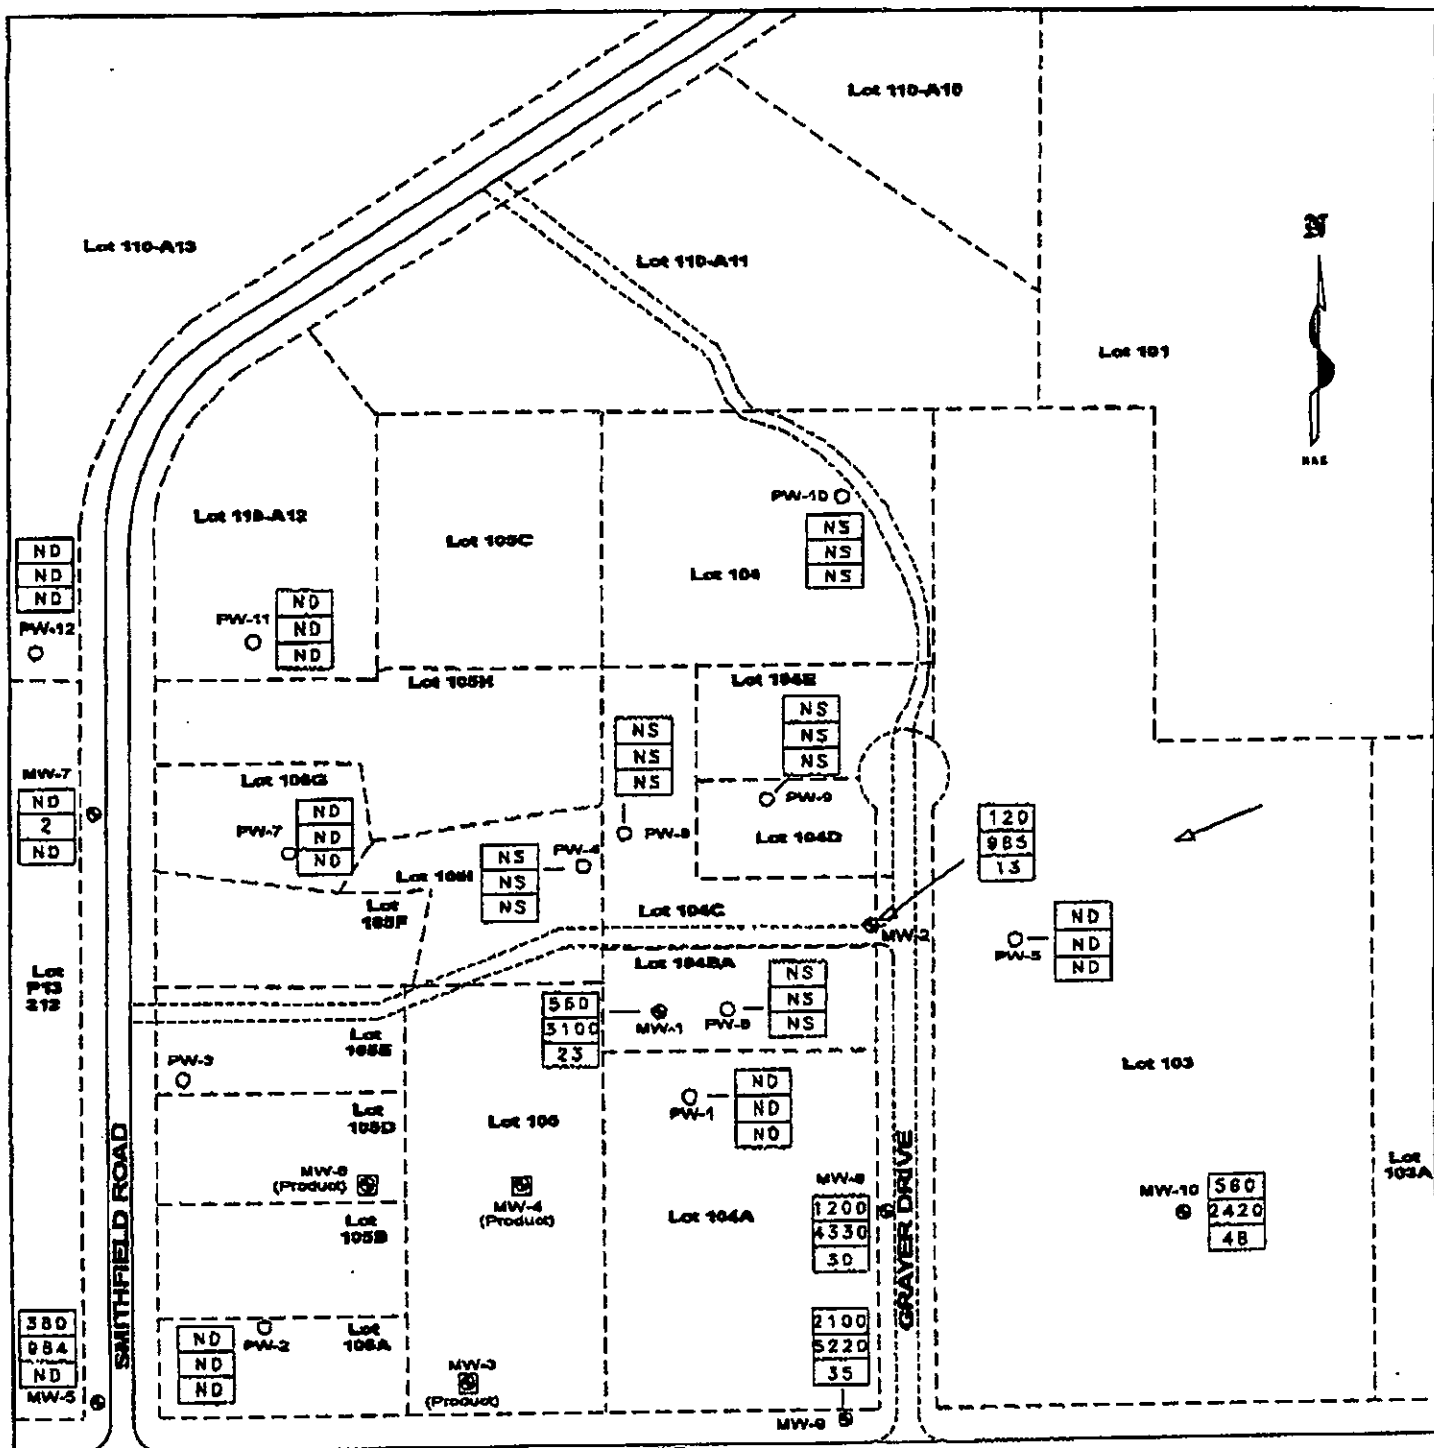 Lot 110-A10
Lot 110-A13
Lot 110-A11
Lot 101
PW-10
NS
NS
NS
Lot 110-A12
Lot 105C
Lot 104
ND
ND
ND
PW-12
PW-11
ND
ND
ND
Lot 105H
Lot 104E
NS
NS
NS
NS
NS
NS
MW-7
ND
2
ND
PW-7
ND
ND
ND
PW-9
Lot 104D
120
985
13
NS
NS
NS
PW-4
Lot
105F
Lot 104C
MW-2
PW-5
ND
ND
ND
Lot
P13
212
Lot 104BA
560
3100
23
MW-1
NS
NS
NS
Lot
105E
PW-3
Lot 103
PW-1
ND
ND
ND
Lot
105D
MW-4
(Product)
(Product)
Lot
105B
Lot 104A
1200
4330
30
MW-10
560
2420
48
Lot
103A
SMITHFIELD ROAD
GRAYER DRIVE
380
984
ND
MW-5
ND
ND
ND
PW-2
Lot
MW-3
(Product)
2100
5220
35
MW-9